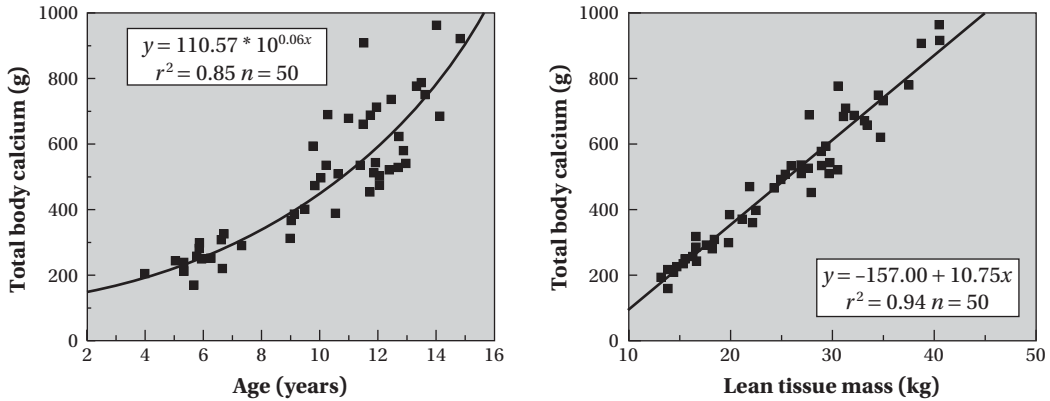 1000
800
600
400
200
0
Total body calcium (g)
y = 110.57 * 10^0.06x
r² = 0.85 n = 50
2 4 6 8 10 12 14 16
Age (years)
1000
800
600
400
200
0
Total body calcium (g)
y = –157.00 + 10.75x
r² = 0.94 n = 50
10 20 30 40 50
Lean tissue mass (kg)